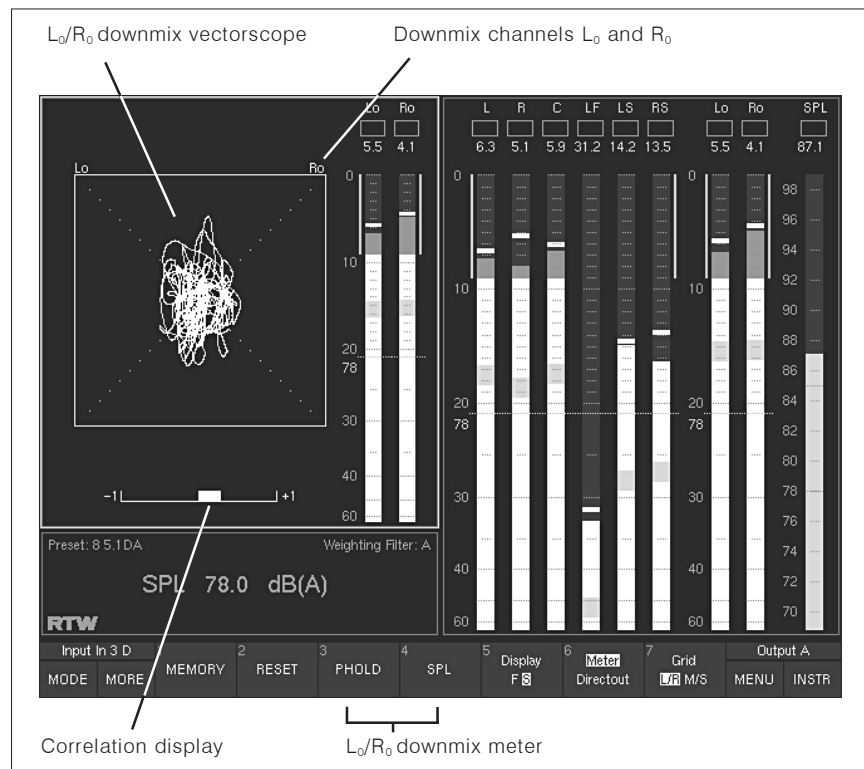 L₀/R₀ downmix vectorscope
Downmix channels L₀ and R₀
Lo Ro
5.5 4.1
L R C LF LS RS Lo Ro SPL
6.3 5.1 5.9 31.2 14.2 13.5 5.5 4.1 87.1
Lo Ro
0
10
20
78
30
40
60
0
10
20
78
30
40
60
0
10
20
78
30
40
60
98
96
94
92
90
88
86
84
82
80
78
76
74
72
70
-1 +1
Preset: 8 5.1DA Weighting Filter: A
SPL 78.0 dB(A)
RTW
Input In 3 D
MODE MORE
MEMORY
2 RESET
3 PHOLD
4 SPL
5 Display
F S
6 Meter
Directout
7 Grid
L/R M/S
Output A
MENU INSTR
Correlation display
L₀/R₀ downmix meter